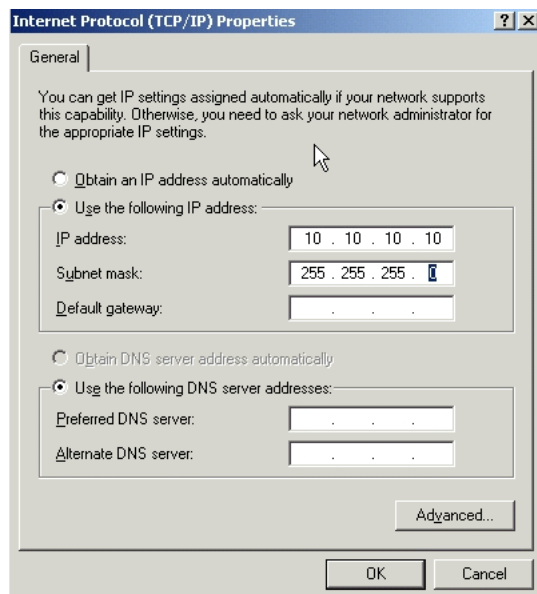 Internet Protocol (TCP/IP) Properties
General
You can get IP settings assigned automatically if your network supports
this capability. Otherwise, you need to ask your network administrator for
the appropriate IP settings.
Obtain an IP address automatically
Use the following IP address:
IP address: 10 . 10 . 10 . 10
Subnet mask: 255 . 255 . 255 . 0
Default gateway: . . .
Obtain DNS server address automatically
Use the following DNS server addresses:
Preferred DNS server: . . .
Alternate DNS server: . . .
Advanced...
OK Cancel